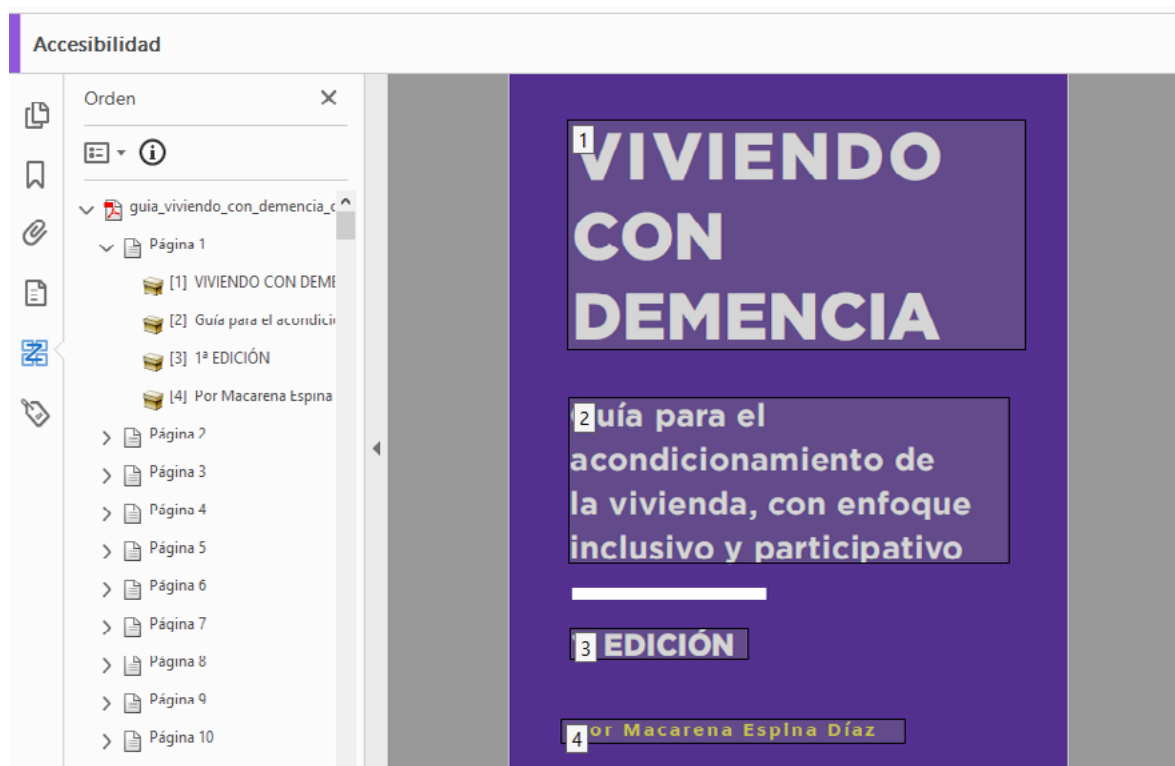 Accesibilidad
Orden
guia_viviendo_con_demencia_c
Página 1
[1] VIVIENDO CON DEME
[2] Guía para el acondici
[3] 1ª EDICIÓN
[4] Por Macarena Espina
Página 2
Página 3
Página 4
Página 5
Página 6
Página 7
Página 8
Página 9
Página 10
1
VIVIENDO
CON
DEMENCIA
2
uía para el
acondicionamiento de
la vivienda, con enfoque
inclusivo y participativo
3 EDICIÓN
4 or Macarena Espina Díaz